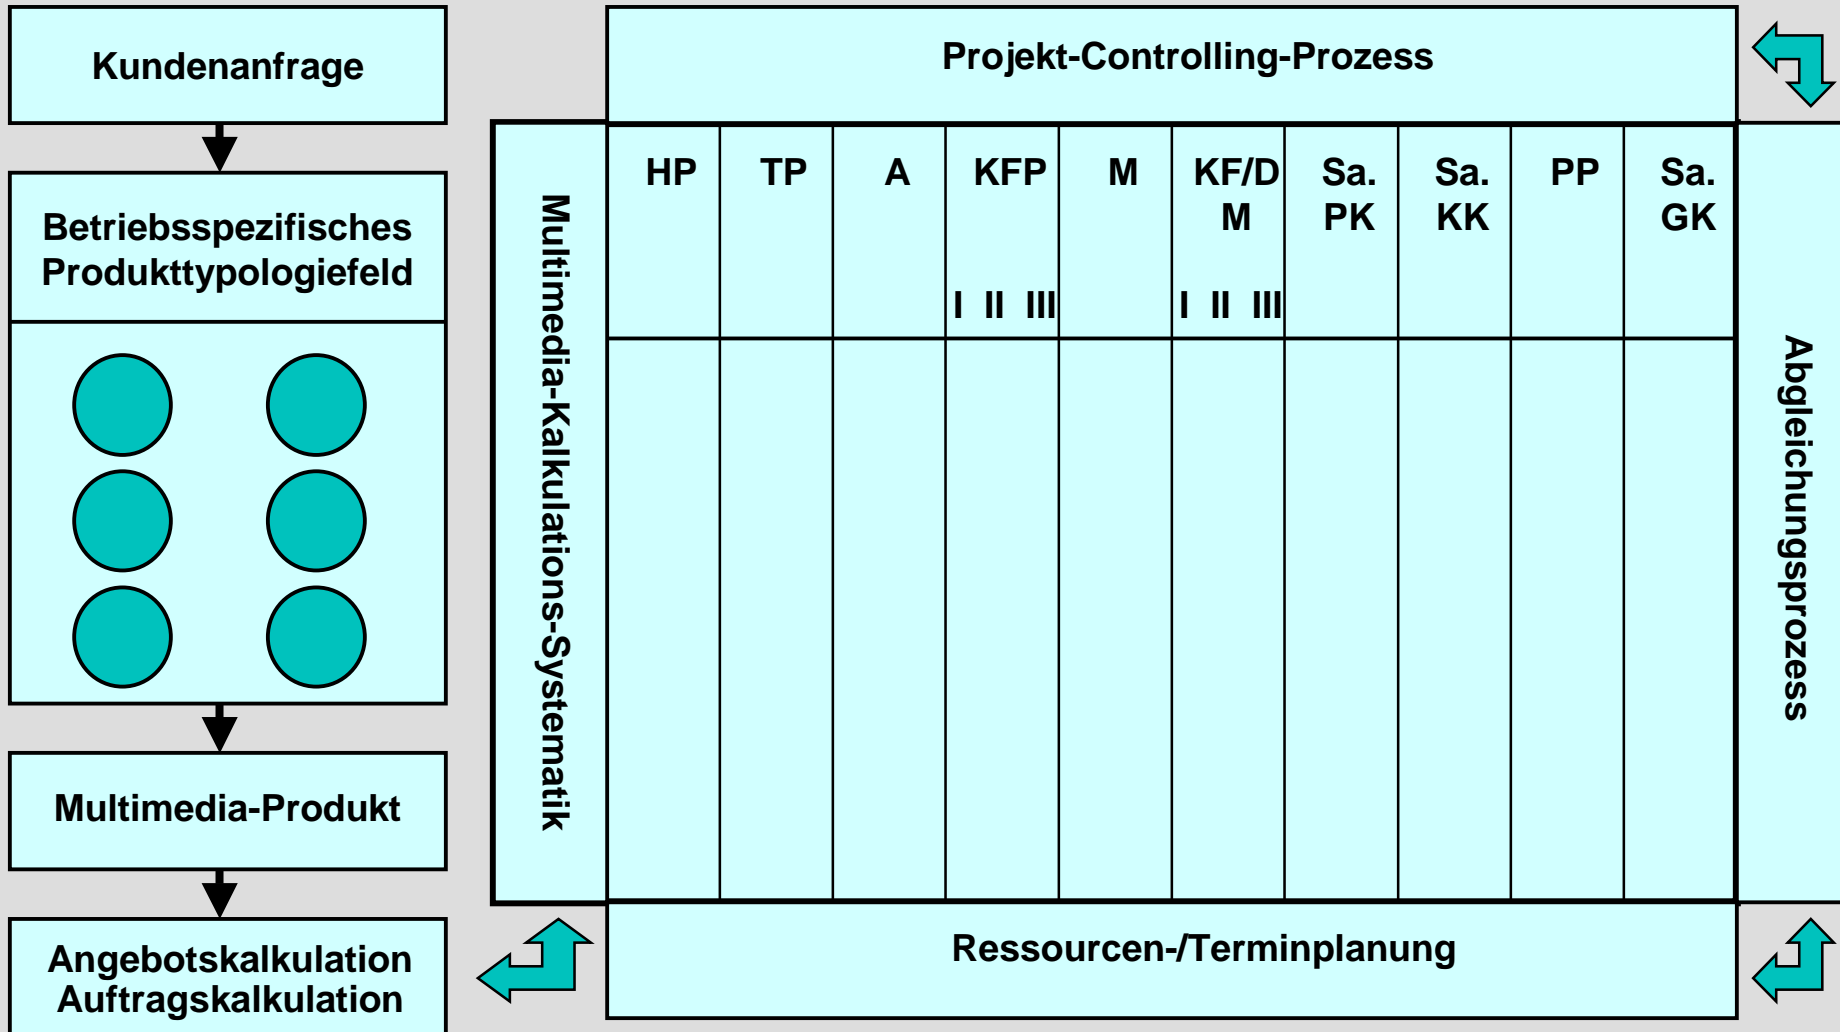 Kundenanfrage
Betriebsspezifisches
Produkttypologiefeld
Multimedia-Produkt
Angebotskalkulation
Auftragskalkulation
Projekt-Controlling-Prozess
Multimedia-Kalkulations-Systematik
HP TP A KFP M KF/D Sa. Sa. PP Sa.
M PK KK GK
I II III I II III
Abgleichungsprozess
Ressourcen-/Terminplanung